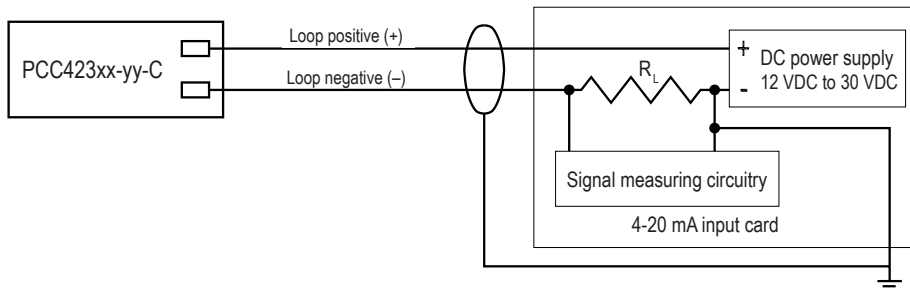 PCC423xx-yy-C
Loop positive (+)
Loop negative (–)
+
-
DC power supply
12 VDC to 30 VDC
RL
Signal measuring circuitry
4-20 mA input card